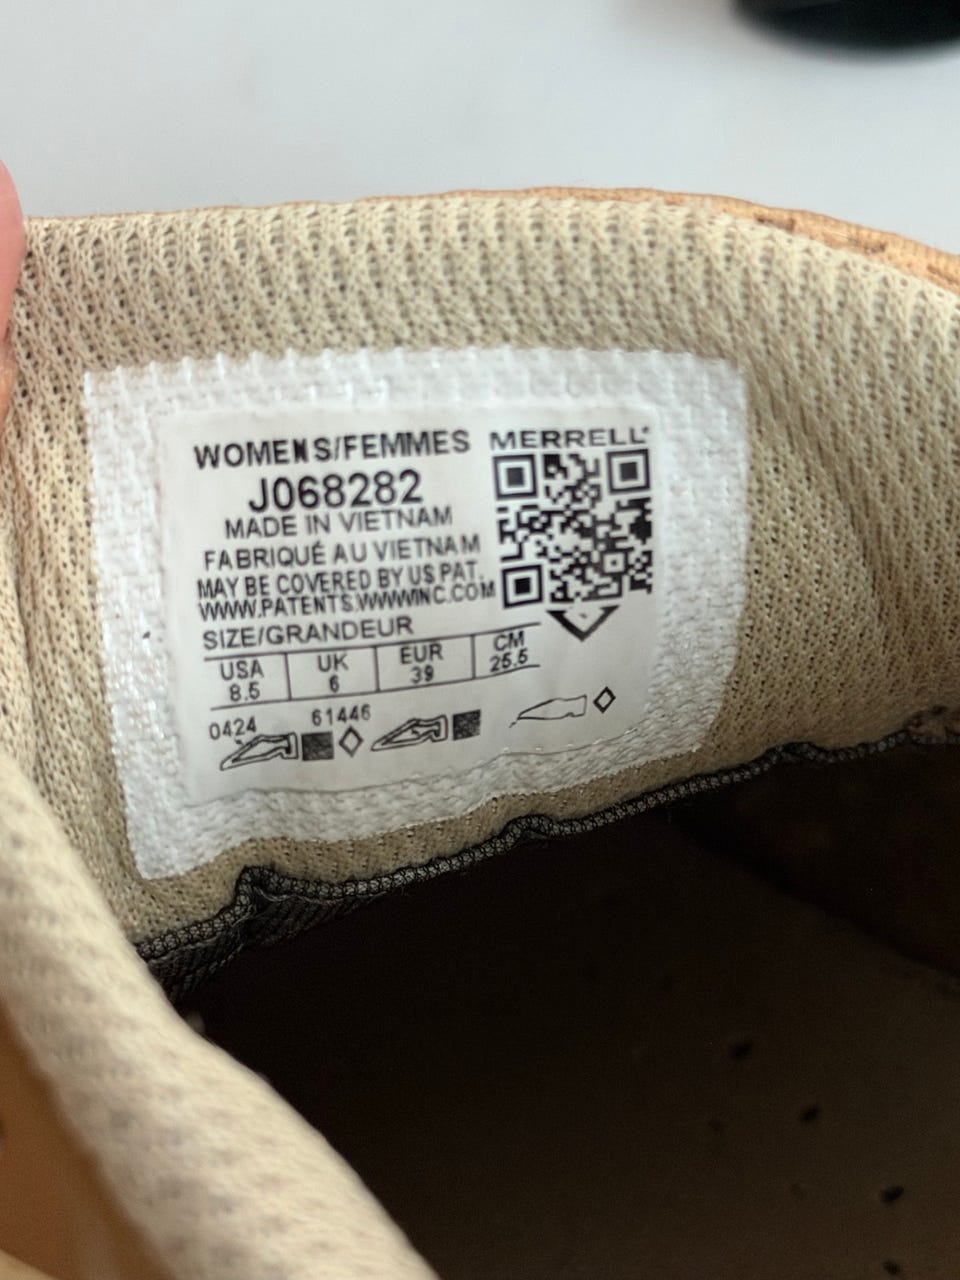 WOMEN S/FEMMES
MERRELL®
J068282
MADE IN VIETNAM
FABRIQUÉ AU VIETNAM
MAY BE COVERED BY US PAT.
WWW.PATENTS.WWWINC.COM
SIZE/GRANDEUR
USA UK EUR CM
8.5 6 39 25.5
0424 61446